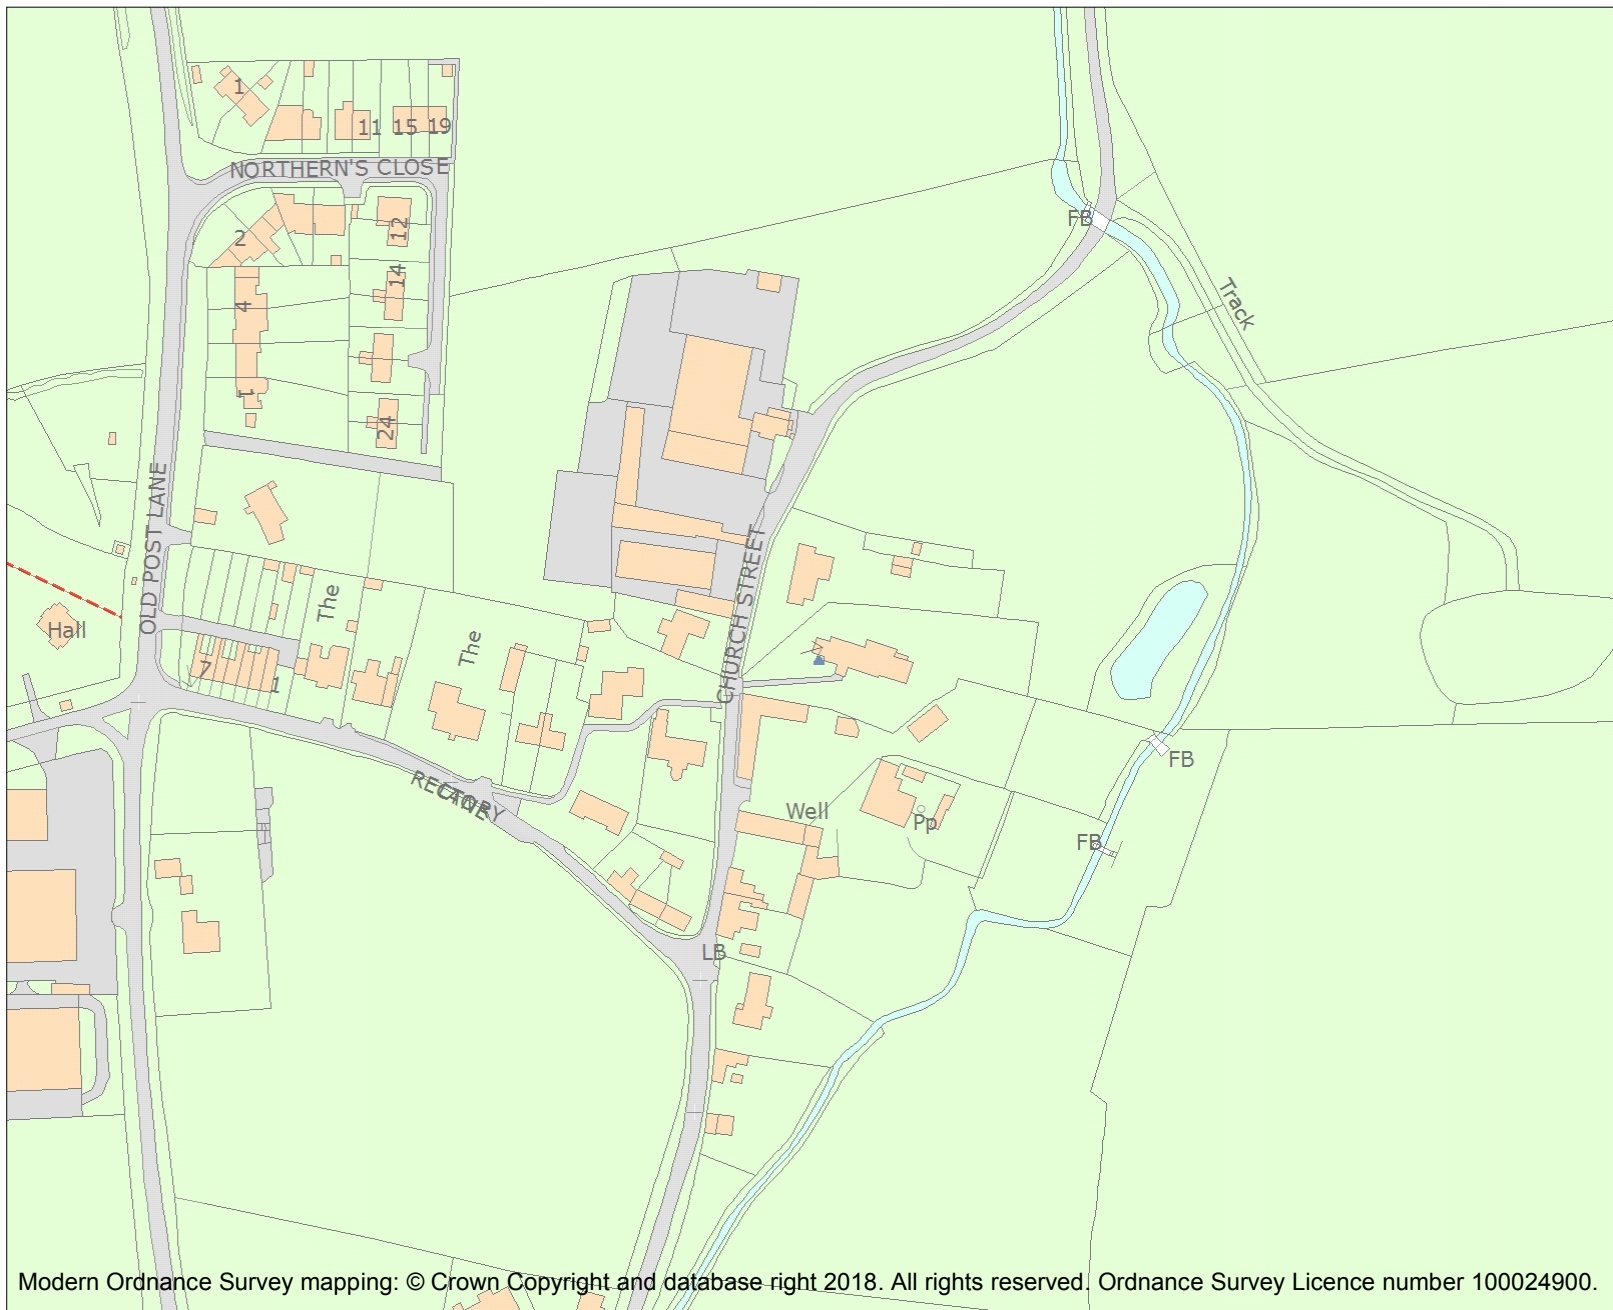 1
11 15 19
NORTHERN'S CLOSE
FB
2
12
14
4
Track
1
24
OLD POST LANE
CHURCH STREET
The
Hall
The
7
1
FB
RECTORY
LANE
Well
Pp
FB
LB
Modern Ordnance Survey mapping: © Crown Copyright and database right 2018. All rights reserved. Ordnance Survey Licence number 100024900.